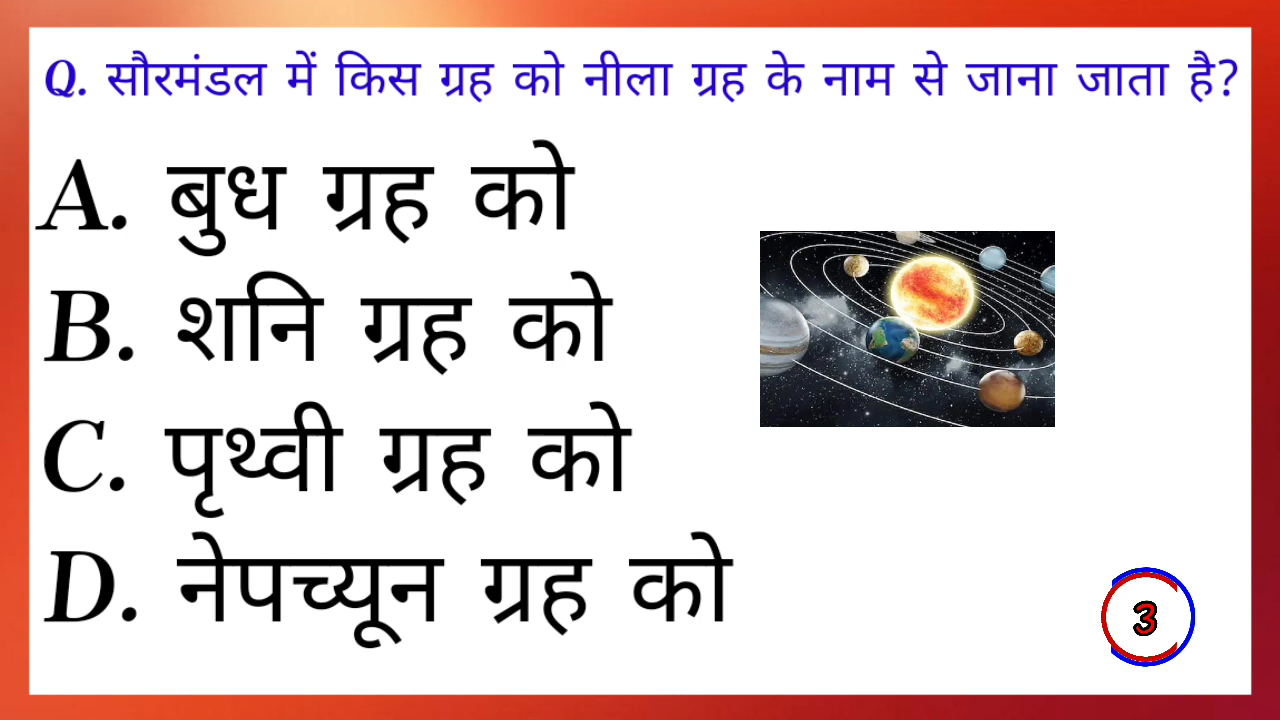 Q. सौरमंडल में किस ग्रह को नीला ग्रह के नाम से जाना जाता है?
A. बुध ग्रह को
B. शनि ग्रह को
C. पृथ्वी ग्रह को
D. नेपच्यून ग्रह को
3